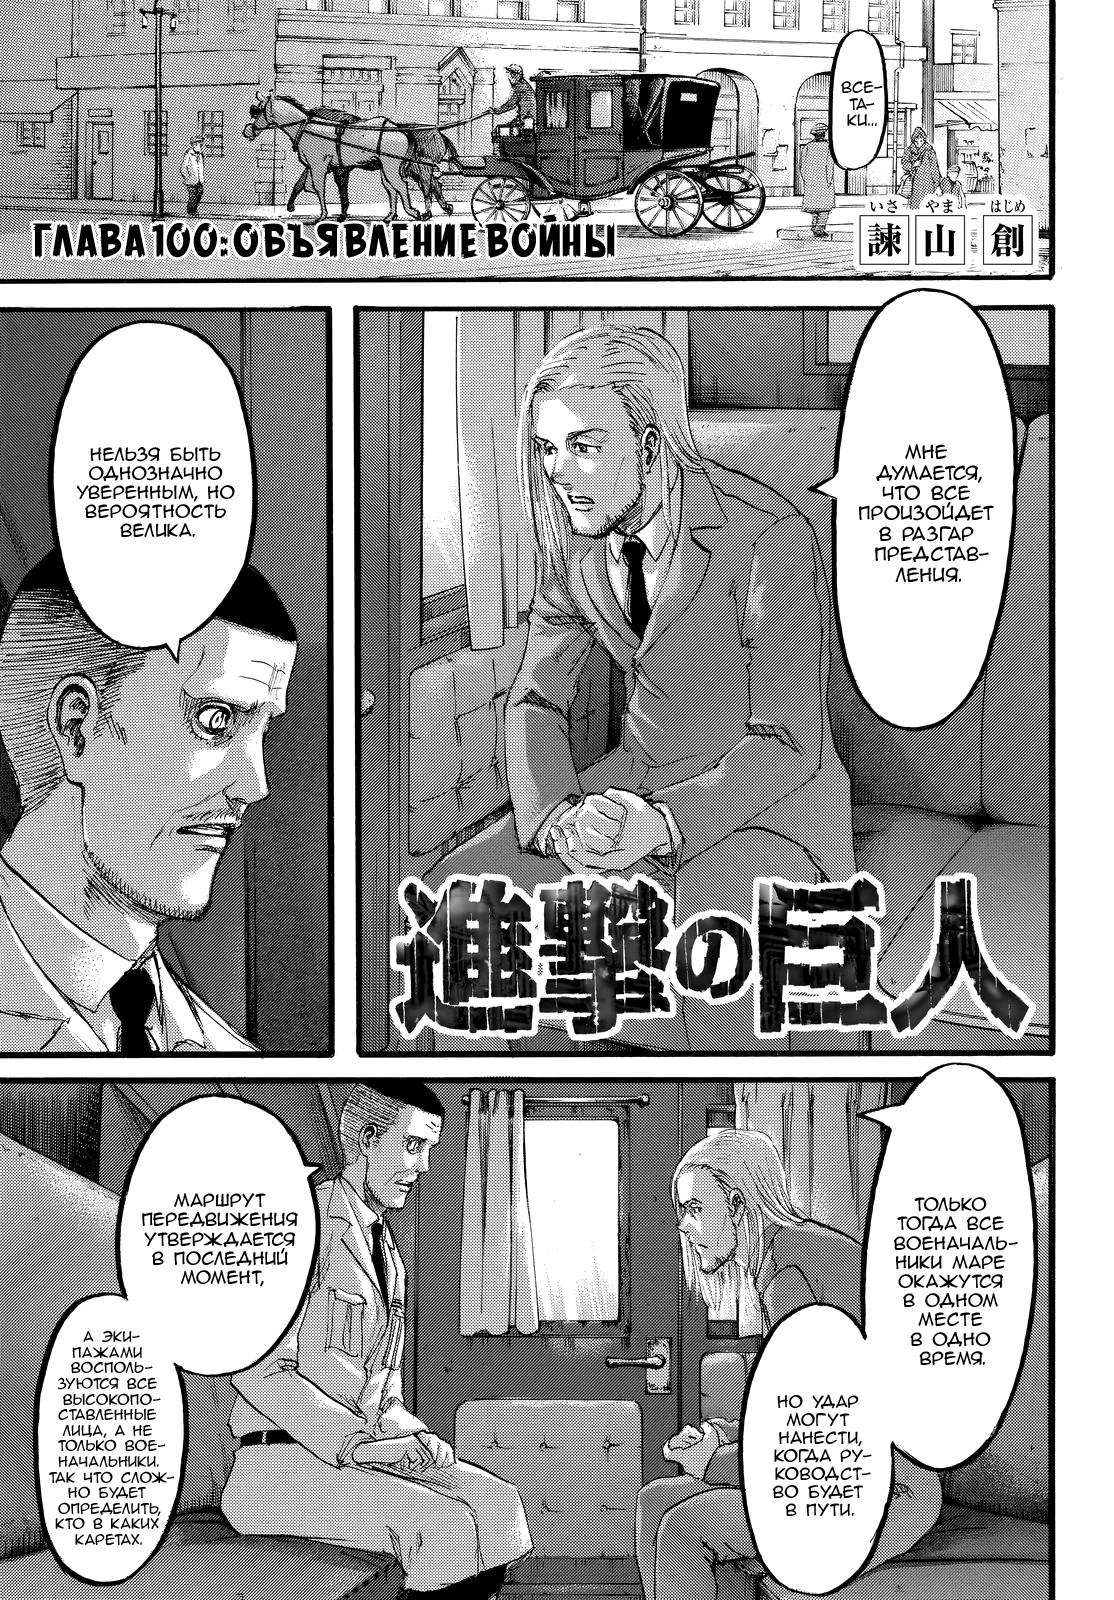 ВСЕ-
ТА-
КИ...
ГЛАВА 100: ОБЪЯВЛЕНИЕ ВОЙНЫ
いさ やま はじめ
諫山創
МНЕ
ДУМАЕТСЯ,
ЧТО ВСЕ
ПРОИЗОЙДЕТ
В РАЗГАР
ПРЕДСТАВ-
ЛЕНИЯ.
НЕЛЬЗЯ БЫТЬ
ОДНОЗНАЧНО
УВЕРЕННЫМ, НО
ВЕРОЯТНОСТЬ
ВЕЛИКА.
進撃の巨人
ТОЛЬКО
ТОГДА ВСЕ
ВОЕНАЧАЛЬ-
НИКИ МАРЕ
ОКАЖУТСЯ
В ОДНОМ
МЕСТЕ
В ОДНО
ВРЕМЯ.
НО УДАР
МОГУТ
НАНЕСТИ,
КОГДА РУ-
КОВОДСТ-
ВО БУДЕТ
В ПУТИ.
МАРШРУТ
ПЕРЕДВИЖЕНИЯ
УТВЕРЖДАЕТСЯ
В ПОСЛЕДНИЙ
МОМЕНТ,
А ЭКИ-
ПАЖАМИ
ВОСПОЛЬ-
ЗУЮТСЯ ВСЕ
ВЫСОКОПО-
СТАВЛЕННЫЕ
ЛИЦА, А НЕ
ТОЛЬКО ВОЕ-
НАЧАЛЬНИКИ.
ТАК ЧТО СЛОЖ-
НО БУДЕТ
ОПРЕДЕЛИТЬ,
КТО В КАКИХ
КАРЕТАХ.